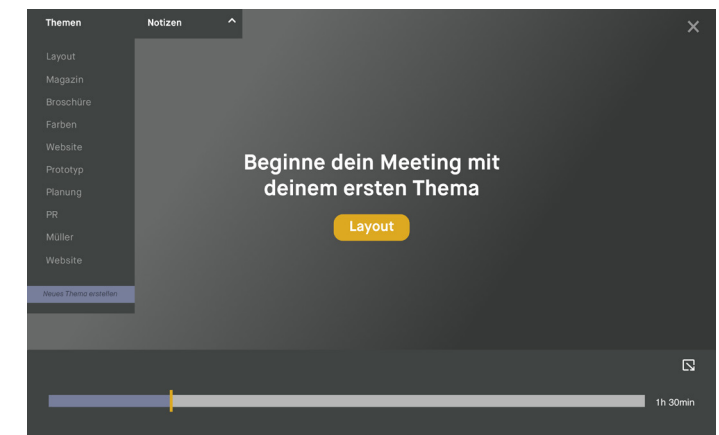 Themen
Notizen
Layout
Magazin
Broschüre
Farben
Website
Prototyp
Planung
PR
Müller
Website
Neues Thema erstellen.
Beginne dein Meeting mit
deinem ersten Thema
Layout
1h 30min